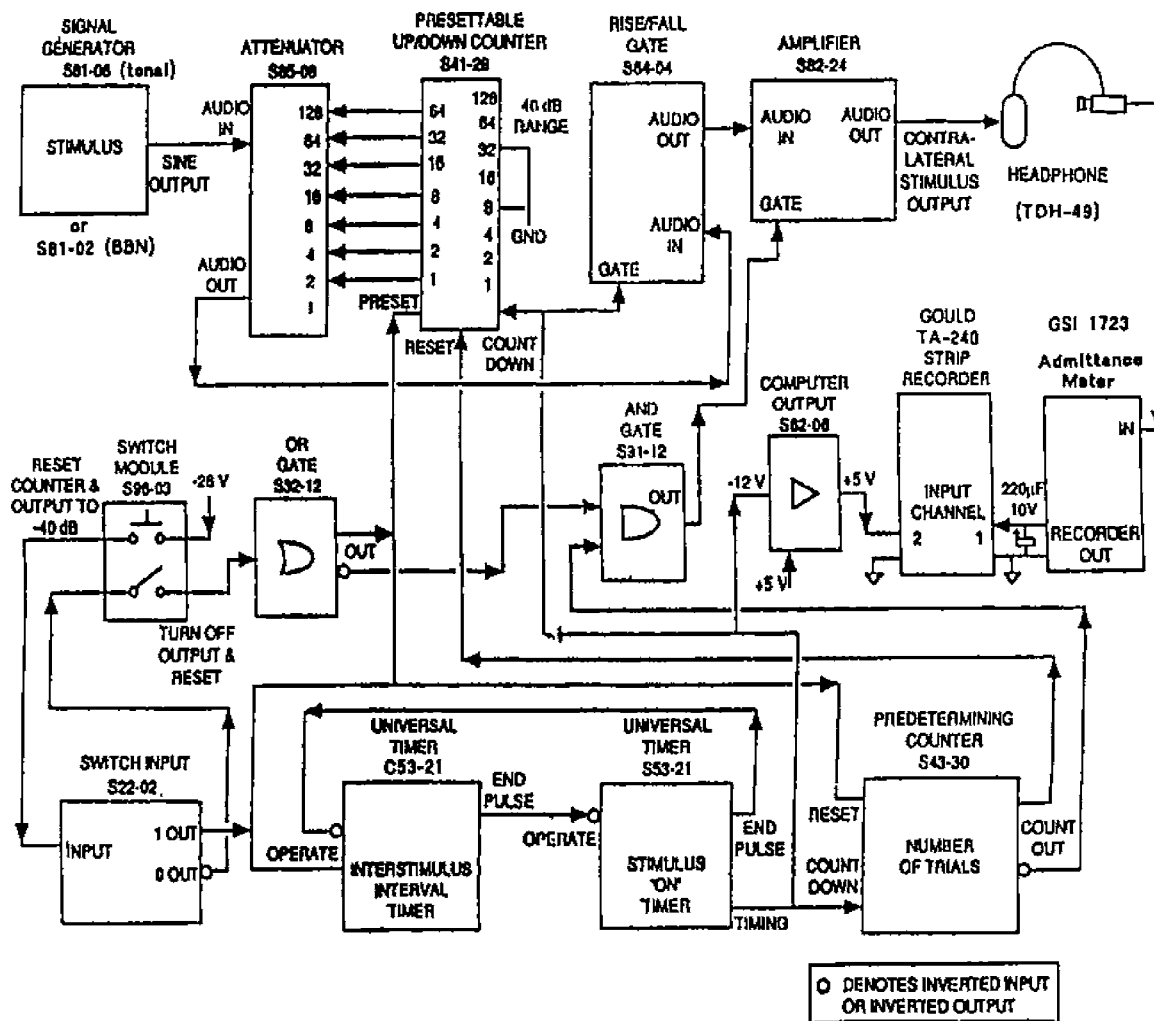 SIGNAL
GENERATOR
S81-06 (tonal)
STIMULUS
or
S81-02 (BBN)
AUDIO
IN
SINE
OUTPUT
AUDIO
OUT
ATTENUATOR
S85-08
128
64
32
16
8
4
2
1
PRESETTABLE
UP/DOWN COUNTER
S41-29
64
32
16
8
4
2
1
128
64
32
16
8
4
2
1
40 dB
RANGE
GND
PRESET
RESET
COUNT
DOWN
RISE/FALL
GATE
S84-04
AUDIO
OUT
AUDIO
IN
GATE
AMPLIFIER
S82-24
AUDIO
IN
AUDIO
OUT
GATE
CONTRA-
LATERAL
STIMULUS
OUTPUT
HEADPHONE
(TDH-49)
RESET
COUNTER &
OUTPUT TO
-40 dB
SWITCH
MODULE
S96-03
-28 V
TURN OFF
OUTPUT &
RESET
OR
GATE
S32-12
OUT
AND
GATE
S31-12
OUT
COMPUTER
OUTPUT
S62-06
-12 V
+5 V
+5 V
GOULD
TA-240
STRIP
RECORDER
INPUT
CHANNEL
2 1
220µF
10V
GSI 1723
Admittance
Meter
IN
RECORDER
OUT
SWITCH INPUT
S22-02
INPUT
1 OUT
0 OUT
UNIVERSAL
TIMER
C53-21
OPERATE
INTERSTIMULUS
INTERVAL
TIMER
END
PULSE
UNIVERSAL
TIMER
S53-21
OPERATE
STIMULUS
"ON"
TIMER
END
PULSE
TIMING
PREDETERMINING
COUNTER
S43-30
RESET
COUNT
DOWN
NUMBER
OF TRIALS
COUNT
OUT
O DENOTES INVERTED INPUT
OR INVERTED OUTPUT